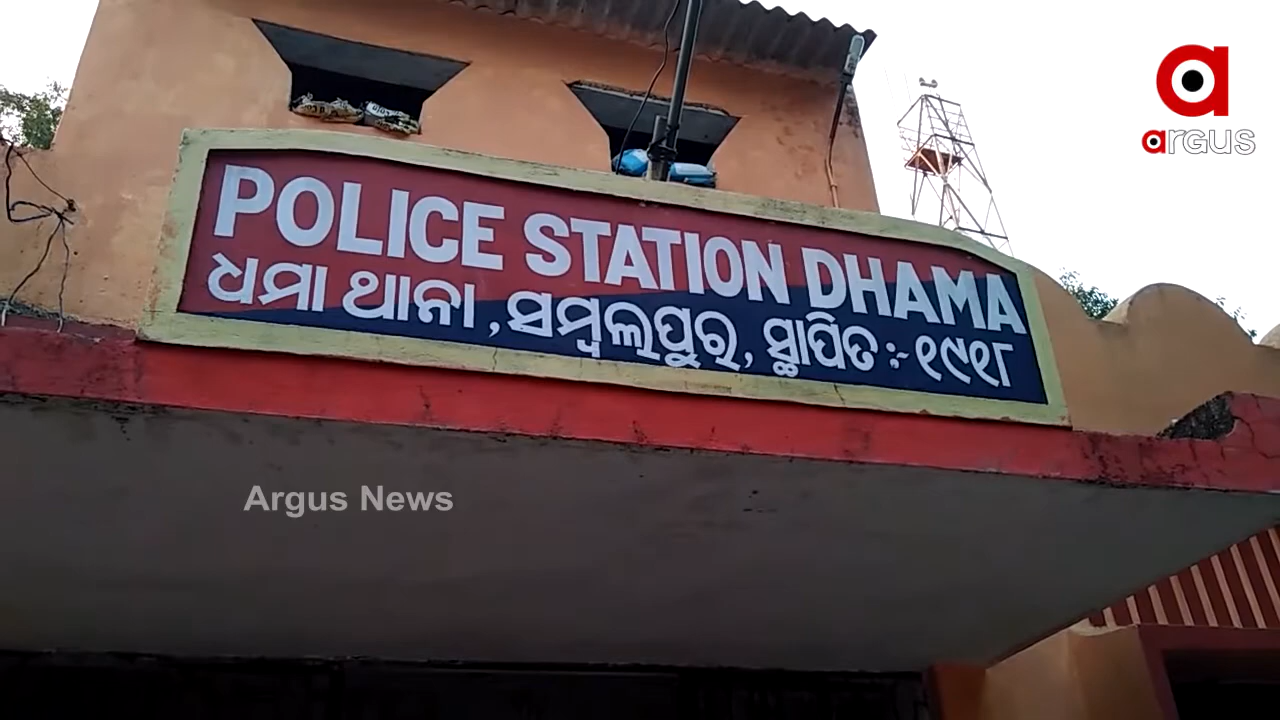 argus
POLICE STATION DHAMA
ଧମା ଥାନା, ସମ୍ବଲପୁର, ସ୍ଥାପିତ :- ୧୯୧୮
Argus News